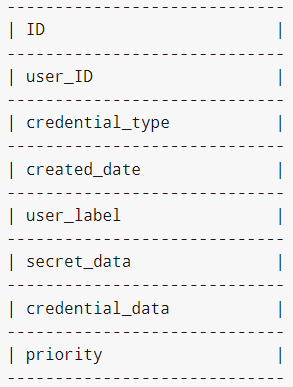 -----------------------------
| ID                        |
-----------------------------
| user_ID                   |
-----------------------------
| credential_type           |
-----------------------------
| created_date              |
-----------------------------
| user_label                |
-----------------------------
| secret_data               |
-----------------------------
| credential_data           |
-----------------------------
| priority                  |
-----------------------------